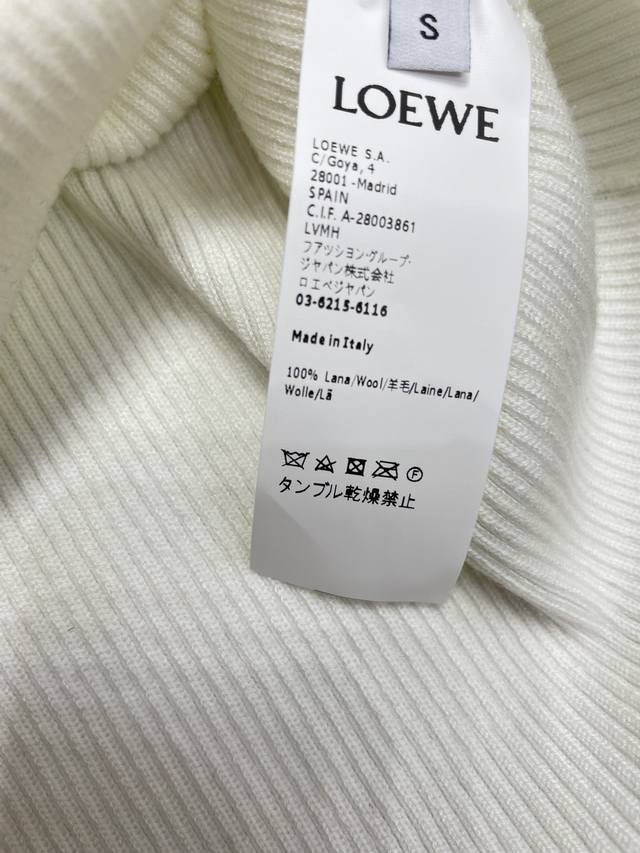 S
LOEWE
LOEWE S.A.
C/Goya, 4
28001 -Madrid
SPAIN
C.I.F. A-28003861
LVMH
ファッション・グループ・
ジャパン株式会社
ロエベジャパン
03-6215-6116
Made in Italy
100% Lana/Wool/羊毛/Laine/Lana/
Wolle/Lã
F
タンブル乾燥禁止